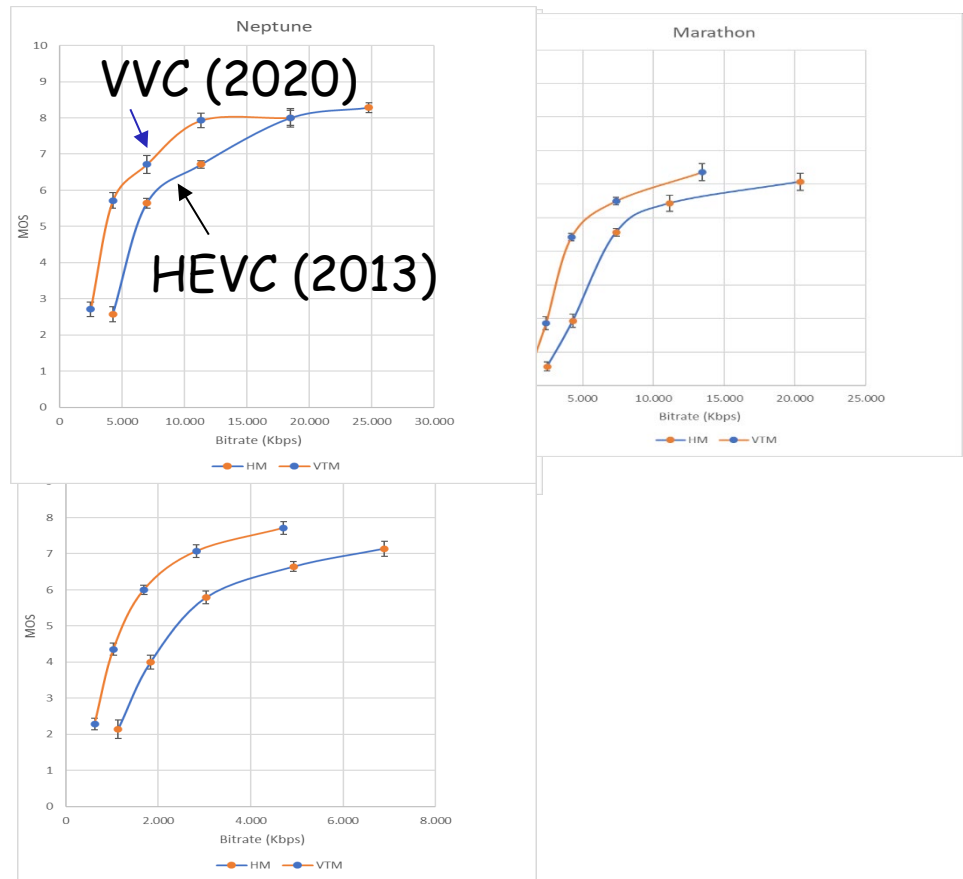 Neptune
10
9
8
7
6
5
4
3
2
1
0
MOS
VVC (2020)
HEVC (2013)
0 5.000 10.000 15.000 20.000 25.000 30.000
Bitrate (Kbps)
HM VTM
Marathon
5.000 10.000 15.000 20.000 25.000
Bitrate (Kbps)
HM VTM
8
7
6
5
4
3
2
1
0
MOS
0 2.000 4.000 6.000 8.000
Bitrate (Kbps)
HM VTM